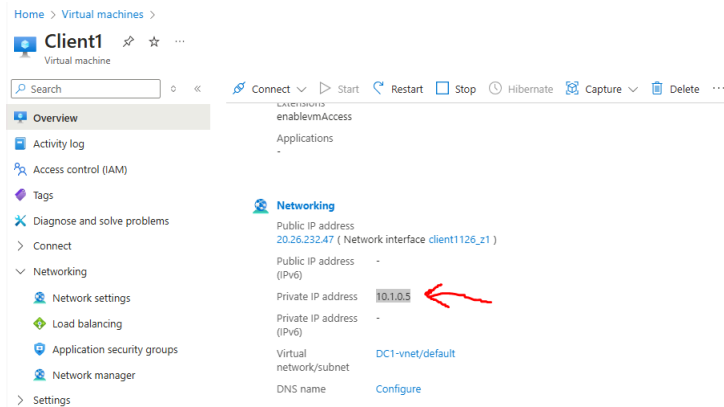 Home > Virtual machines >
Client1
Virtual machine
Search
Overview
Activity log
Access control (IAM)
Tags
Diagnose and solve problems
Connect
Networking
Network settings
Load balancing
Application security groups
Network manager
Settings
Connect Start Restart Stop Hibernate Capture Delete
Extensions
enablevmAccess
Applications
-
Networking
Public IP address
20.26.232.47 ( Network interface client1126_z1 )
Public IP address -
(IPv6)
Private IP address 10.1.0.5
Private IP address -
(IPv6)
Virtual DC1-vnet/default
network/subnet
DNS name Configure